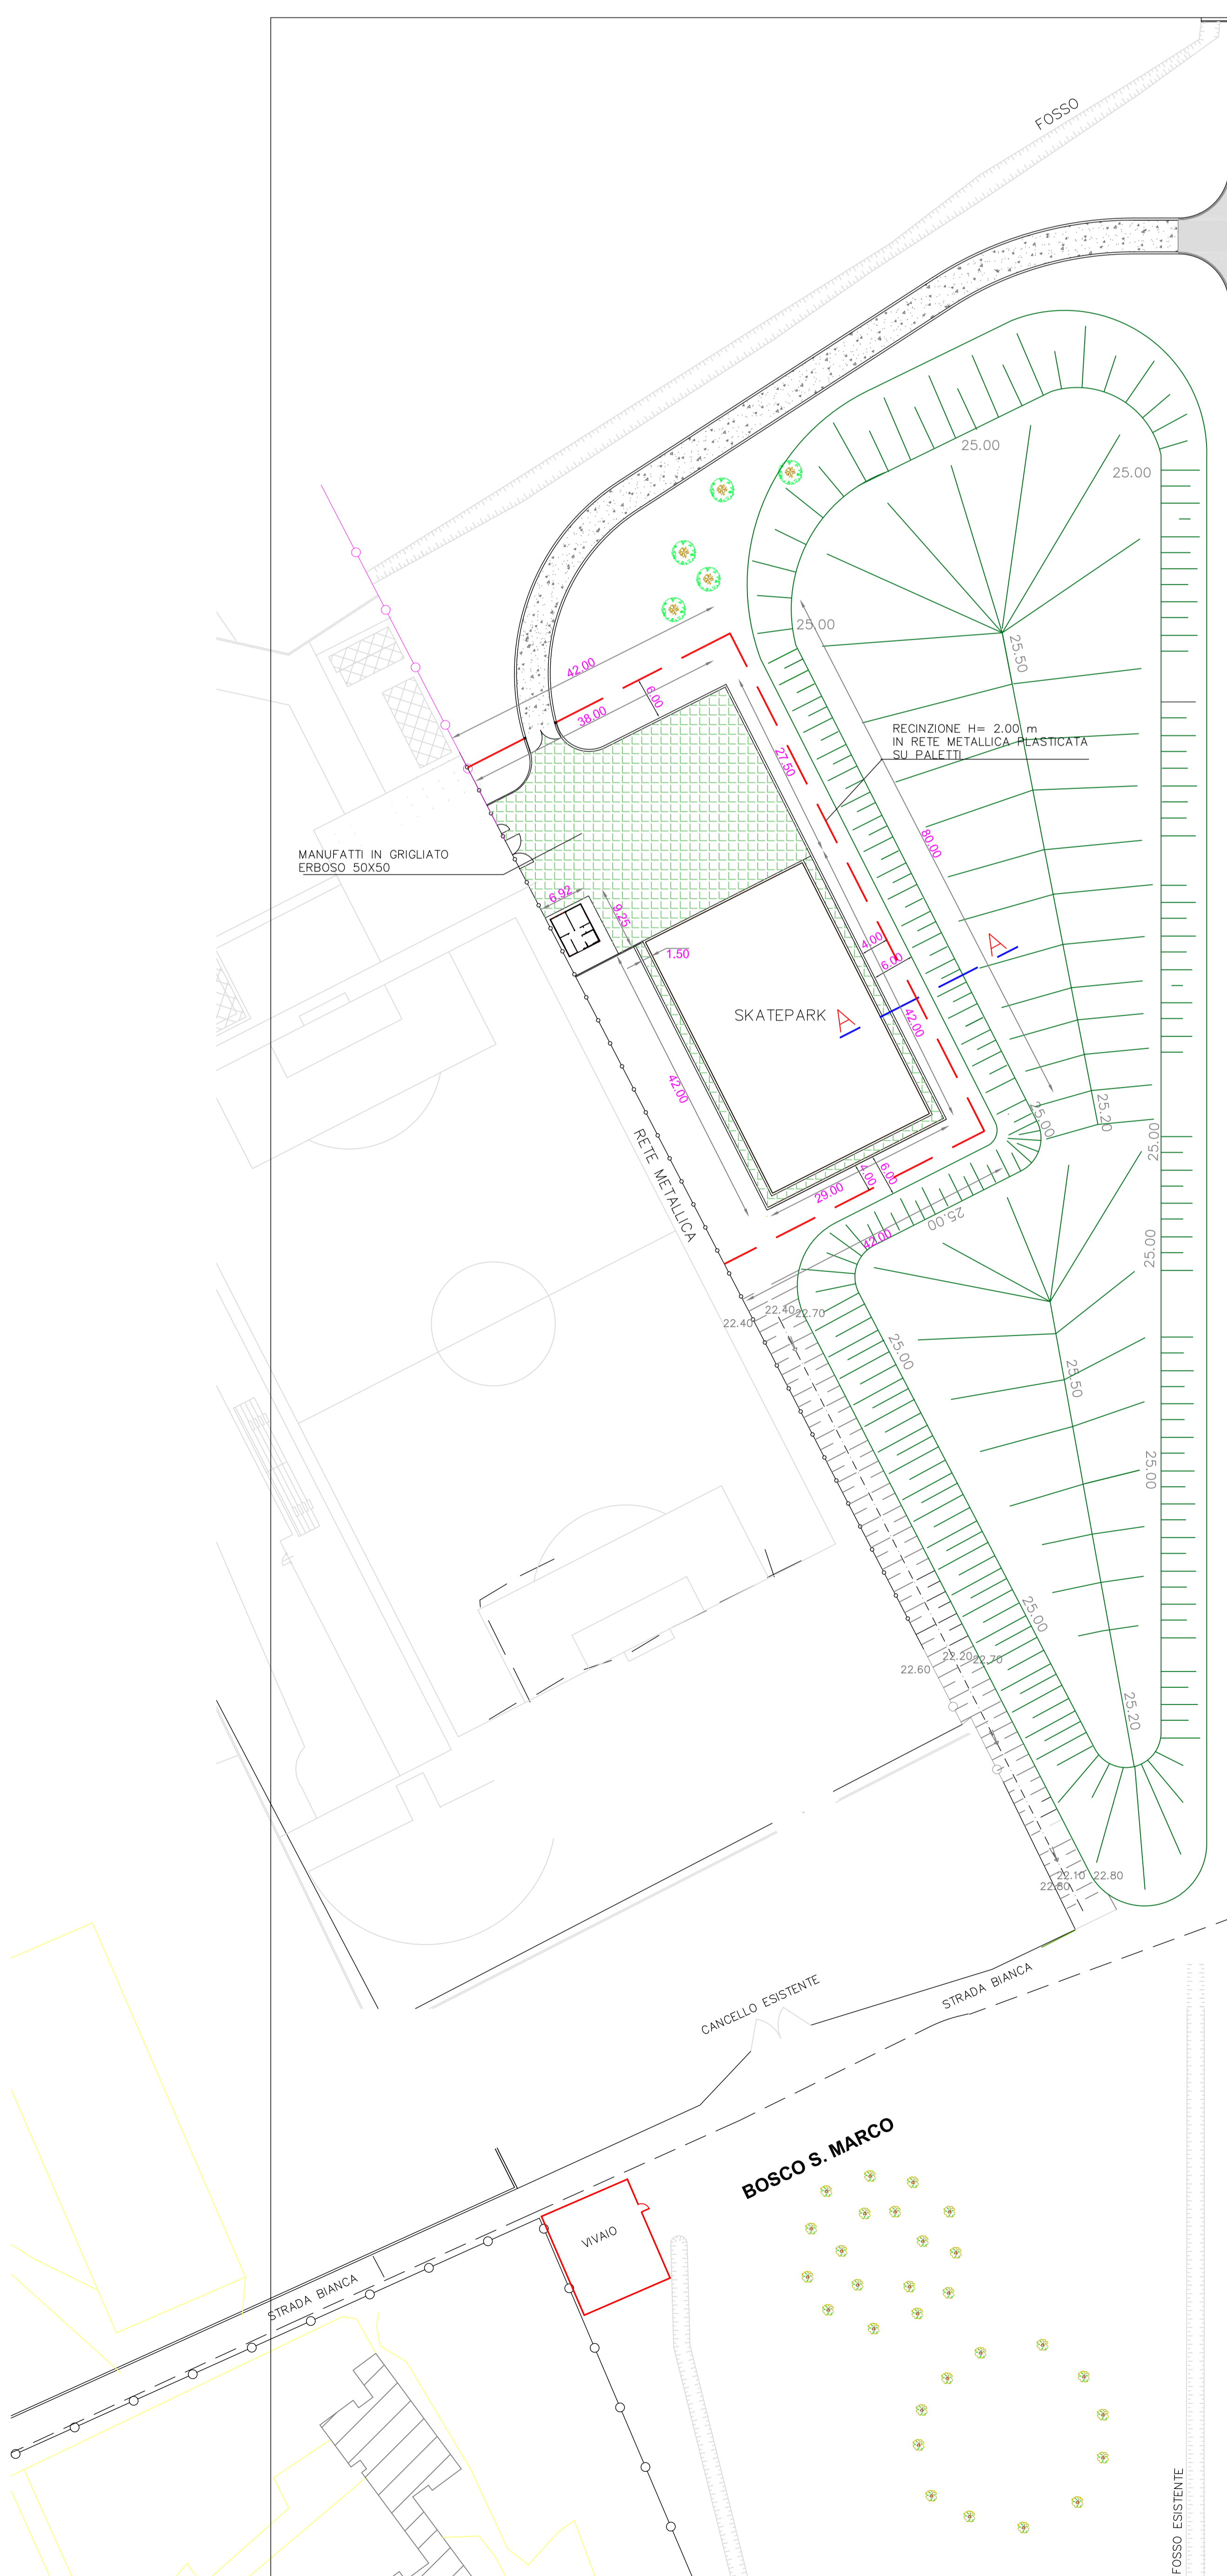 FOSSO
25.00
25.00
25.00
25.50
42.00
6.00
38.00
RECINZIONE H= 2.00 m
IN RETE METALLICA PLASTICATA
SU PALETTI
27.50
80.00
MANUFATTI IN GRIGLIATO
ERBOSO 50X50
6.92
9.25
1.50
4.00
6.00
A
SKATEPARK
A
42.00
42.00
25.00
25.20
25.00
RETE METALLICA
4.00
6.00
29.00
25.00
42.00
25.00
22.40
22.40
22.70
25.00
25.50
25.00
25.00
22.20
22.70
22.60
25.20
22.10
22.80
22.80
STRADA BIANCA
CANCELLO ESISTENTE
BOSCO S. MARCO
VIVAIO
STRADA BIANCA
FOSSO ESISTENTE